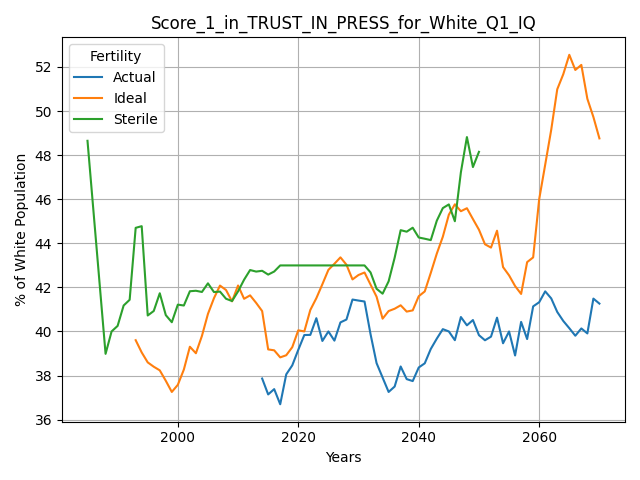 Score_1_in_TRUST_IN_PRESS_for_White_Q1_IQ
Fertility
Actual
Ideal
Sterile
% of White Population
52
50
48
46
44
42
40
38
36
2000
2020
2040
2060
Years